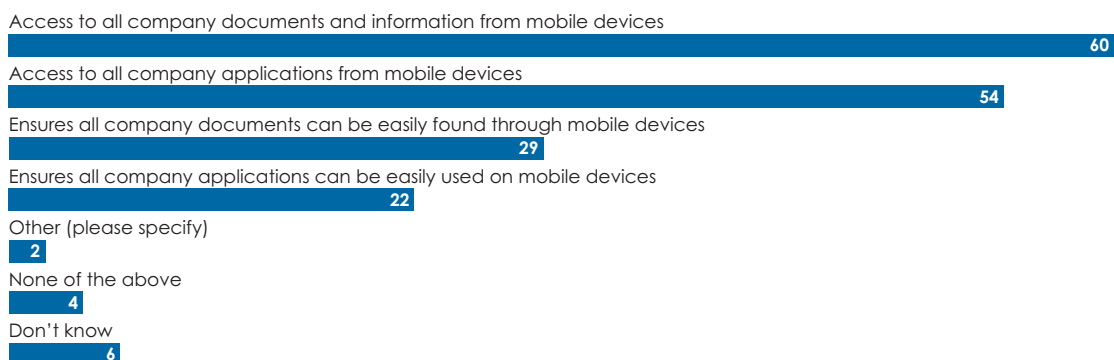 Access to all company documents and information from mobile devices
60
Access to all company applications from mobile devices
54
Ensures all company documents can be easily found through mobile devices
29
Ensures all company applications can be easily used on mobile devices
22
Other (please specify)
2
None of the above
4
Don’t know
6